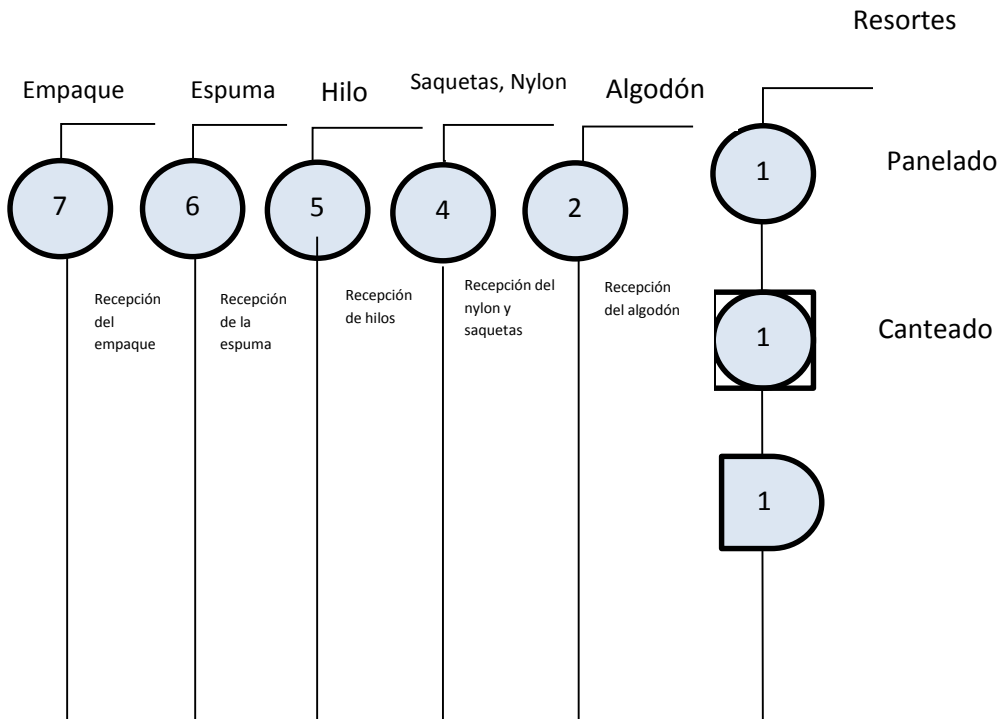 Resortes
Empaque
Espuma
Hilo
Saquetas, Nylon
Algodón
7
6
5
4
2
1
Panelado
Recepción
del
empaque
Recepción
de la
espuma
Recepción
de hilos
Recepción del
nylon y
saquetas
Recepción
del algodón
1
Canteado
1